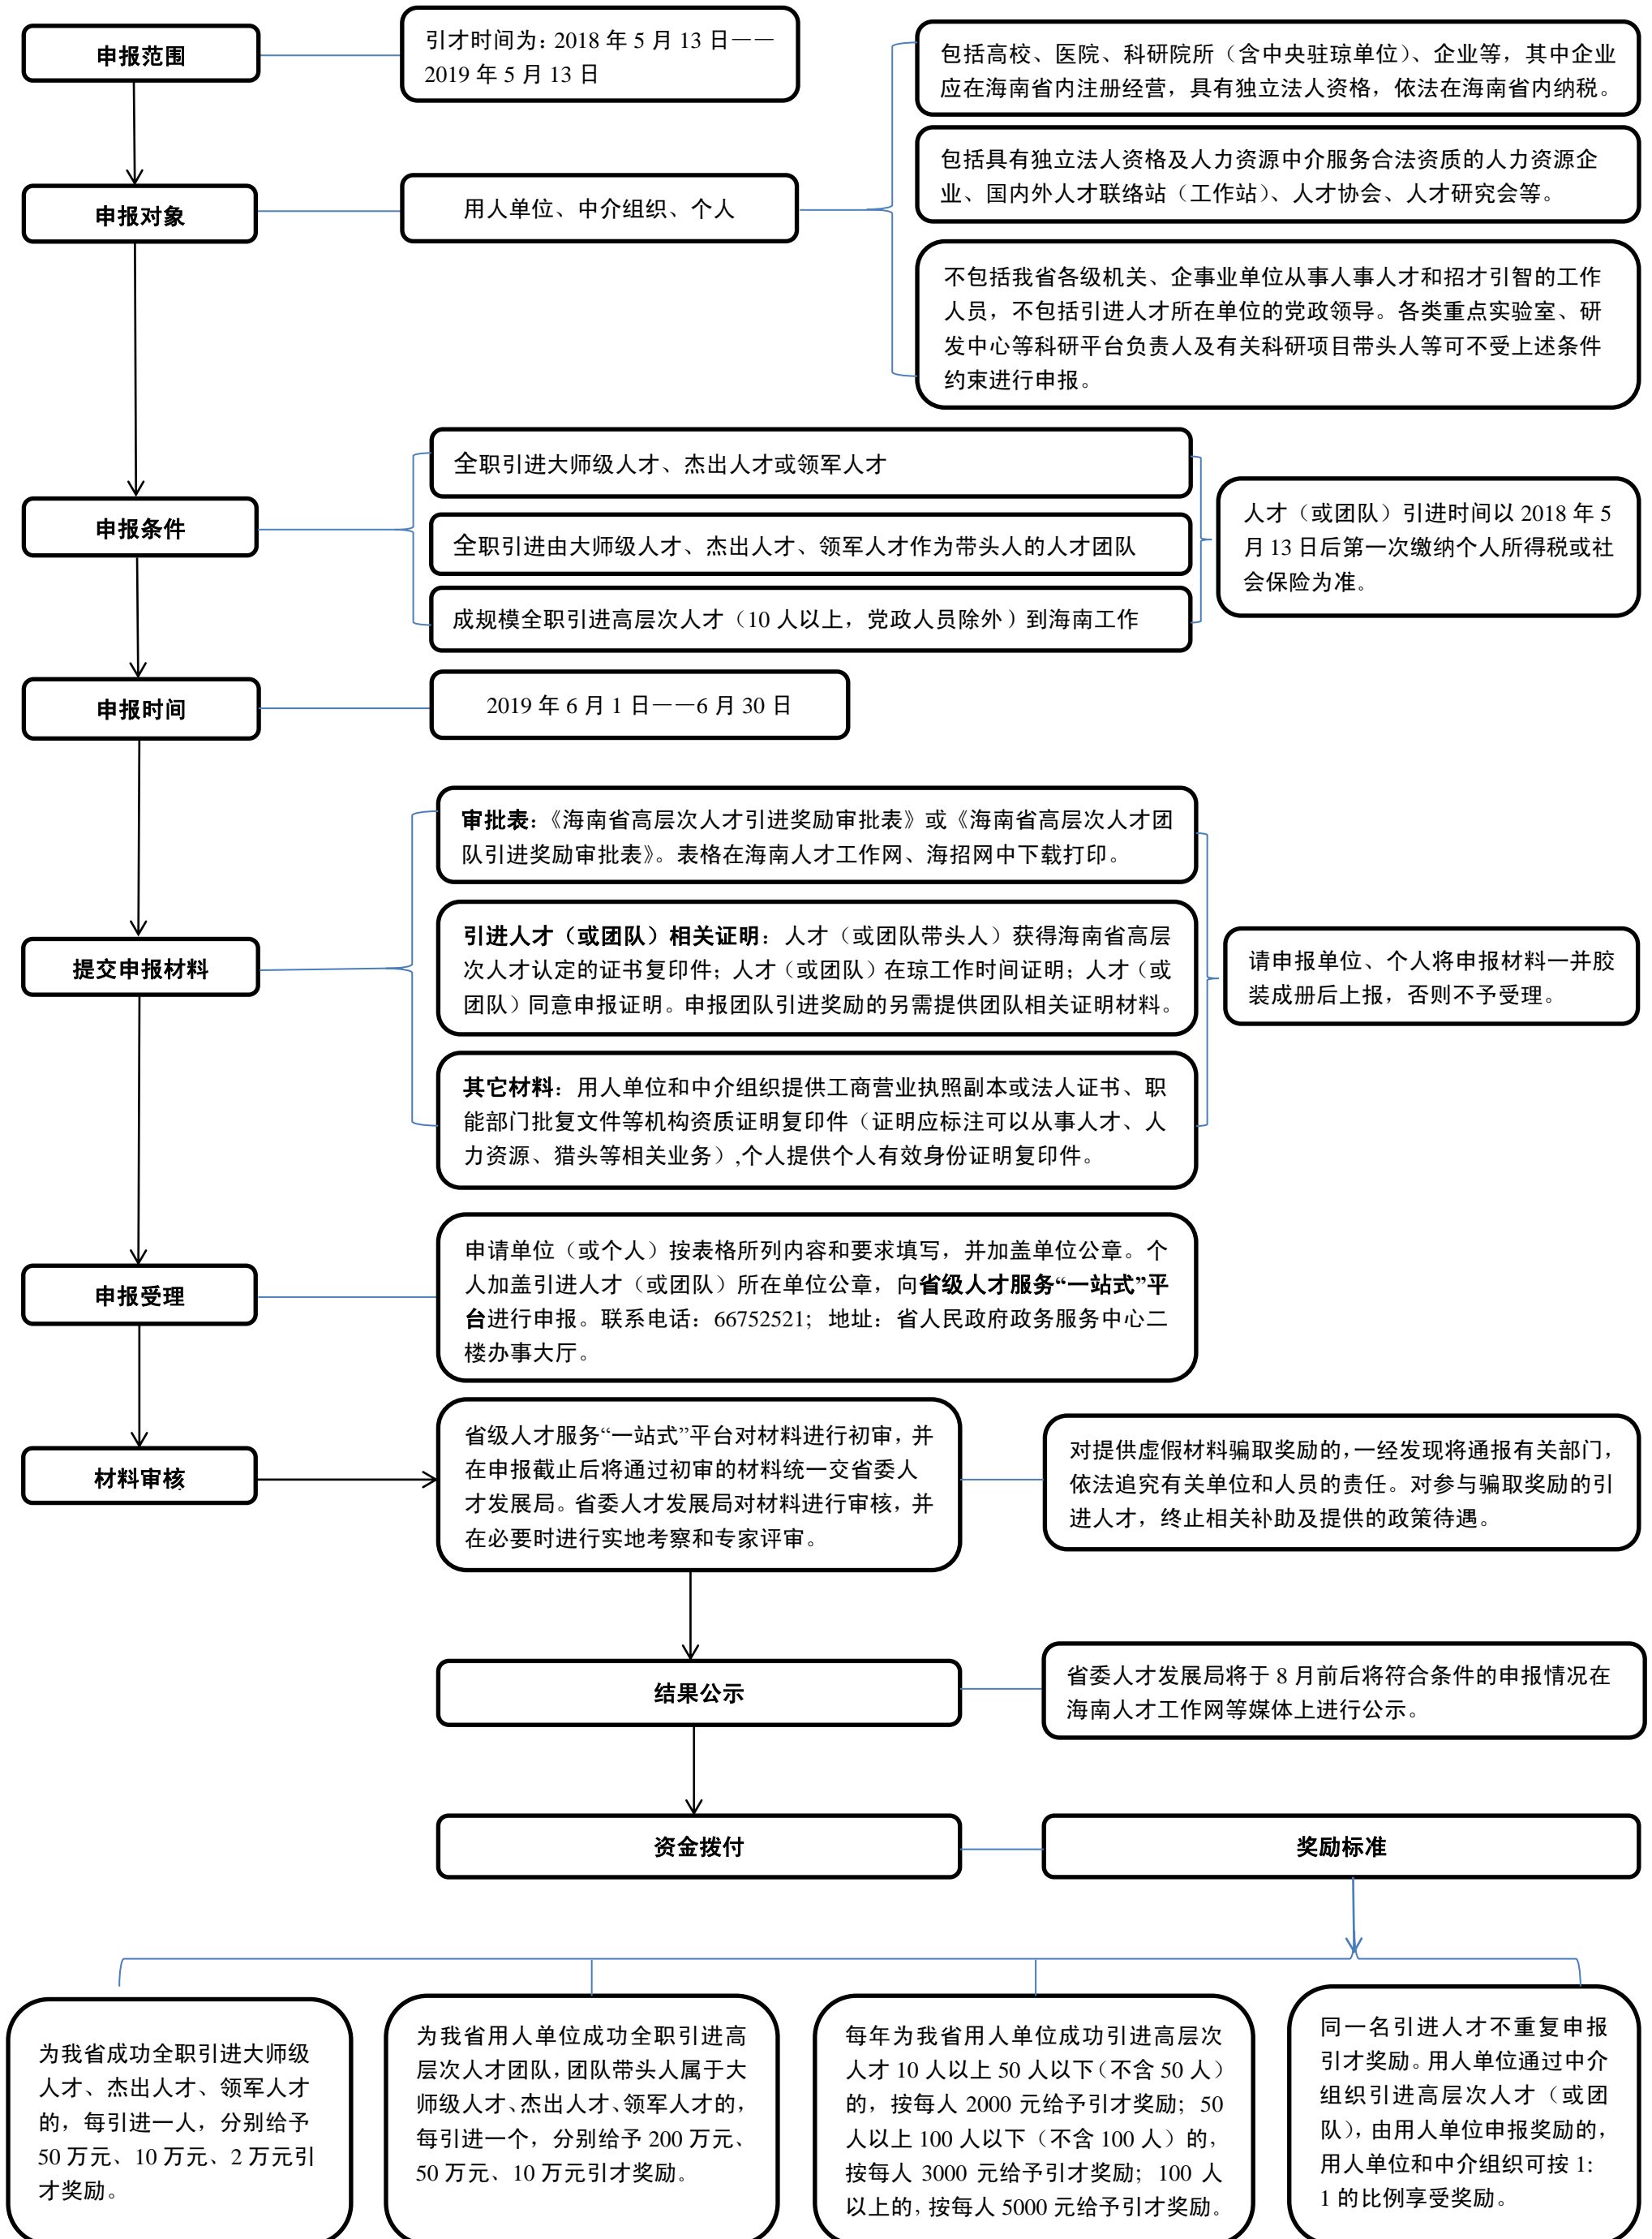 申报范围
引才时间为：2018 年 5 月 13 日——
2019 年 5 月 13 日
包括高校、医院、科研院所（含中央驻琼单位）、企业等，其中企业
应在海南省内注册经营，具有独立法人资格，依法在海南省内纳税。
包括具有独立法人资格及人力资源中介服务合法资质的人力资源企
业、国内外人才联络站（工作站）、人才协会、人才研究会等。
申报对象
用人单位、中介组织、个人
不包括我省各级机关、企事业单位从事人事人才和招才引智的工作
人员，不包括引进人才所在单位的党政领导。各类重点实验室、研
发中心等科研平台负责人及有关科研项目带头人等可不受上述条件
约束进行申报。
申报条件
全职引进大师级人才、杰出人才或领军人才
全职引进由大师级人才、杰出人才、领军人才作为带头人的人才团队
成规模全职引进高层次人才（10 人以上，党政人员除外）到海南工作
人才（或团队）引进时间以 2018 年 5
月 13 日后第一次缴纳个人所得税或社
会保险为准。
申报时间
2019 年 6 月 1 日——6 月 30 日
提交申报材料
审批表：《海南省高层次人才引进奖励审批表》或《海南省高层次人才团
队引进奖励审批表》。表格在海南人才工作网、海招网中下载打印。
引进人才（或团队）相关证明：人才（或团队带头人）获得海南省高层
次人才认定的证书复印件；人才（或团队）在琼工作时间证明；人才（或
团队）同意申报证明。申报团队引进奖励的另需提供团队相关证明材料。
其它材料：用人单位和中介组织提供工商营业执照副本或法人证书、职
能部门批复文件等机构资质证明复印件（证明应标注可以从事人才、人
力资源、猎头等相关业务）,个人提供个人有效身份证明复印件。
请申报单位、个人将申报材料一并胶
装成册后上报，否则不予受理。
申报受理
申请单位（或个人）按表格所列内容和要求填写，并加盖单位公章。个
人加盖引进人才（或团队）所在单位公章，向省级人才服务“一站式”平
台进行申报。联系电话：66752521；地址：省人民政府政务服务中心二
楼办事大厅。
材料审核
省级人才服务“一站式”平台对材料进行初审，并
在申报截止后将通过初审的材料统一交省委人
才发展局。省委人才发展局对材料进行审核，并
在必要时进行实地考察和专家评审。
对提供虚假材料骗取奖励的，一经发现将通报有关部门，
依法追究有关单位和人员的责任。对参与骗取奖励的引
进人才，终止相关补助及提供的政策待遇。
结果公示
省委人才发展局将于 8 月前后将符合条件的申报情况在
海南人才工作网等媒体上进行公示。
资金拨付
奖励标准
为我省成功全职引进大师级
人才、杰出人才、领军人才
的，每引进一人，分别给予
50 万元、10 万元、2 万元引
才奖励。
为我省用人单位成功全职引进高
层次人才团队，团队带头人属于大
师级人才、杰出人才、领军人才的，
每引进一个，分别给予 200 万元、
50 万元、10 万元引才奖励。
每年为我省用人单位成功引进高层次
人才 10 人以上 50 人以下（不含 50 人）
的，按每人 2000 元给予引才奖励；50
人以上 100 人以下（不含 100 人）的，
按每人 3000 元给予引才奖励；100 人
以上的，按每人 5000 元给予引才奖励。
同一名引进人才不重复申报
引才奖励。用人单位通过中介
组织引进高层次人才（或团
队），由用人单位申报奖励的，
用人单位和中介组织可按 1:
1 的比例享受奖励。